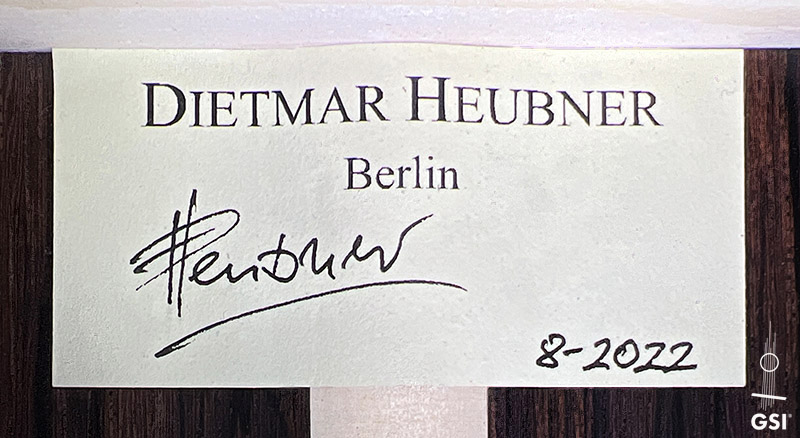 DIETMAR HEUBNER
Berlin
Heubner
8-2022
GSI